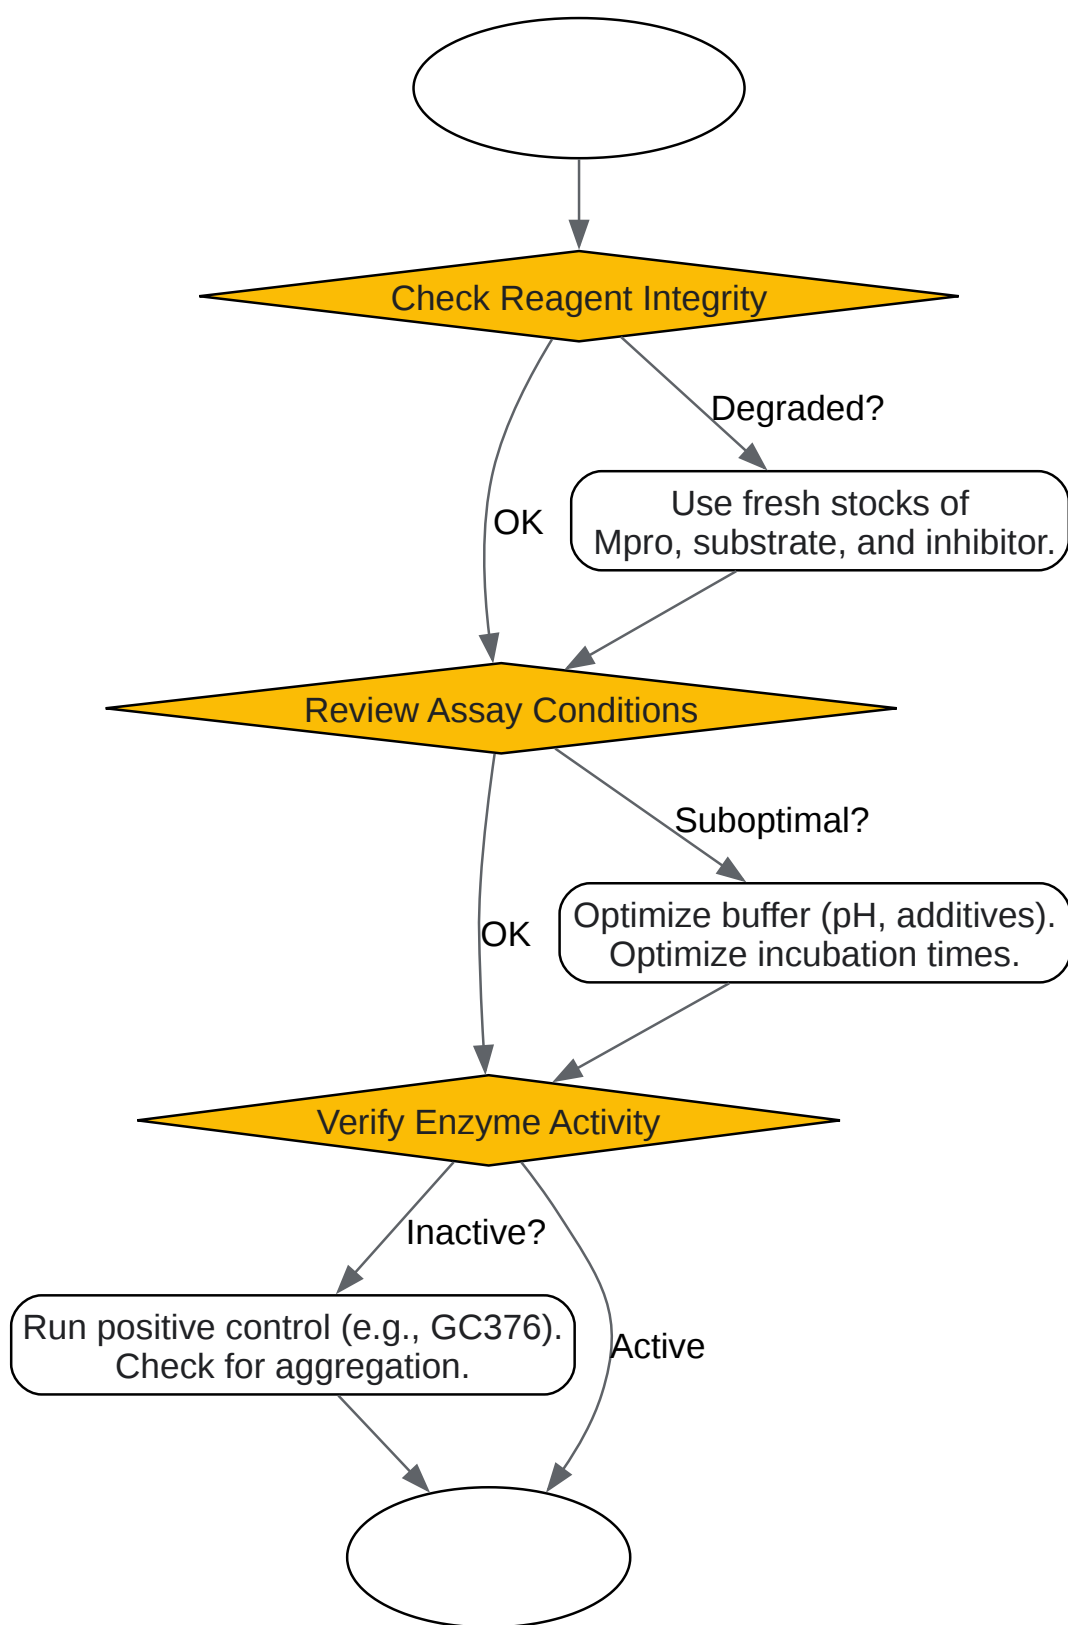 Check Reagent Integrity
Degraded?
Use fresh stocks of
Mpro, substrate, and inhibitor.
OK
Review Assay Conditions
Suboptimal?
Optimize buffer (pH, additives).
Optimize incubation times.
OK
Verify Enzyme Activity
Inactive?
Run positive control (e.g., GC376).
Check for aggregation.
Active